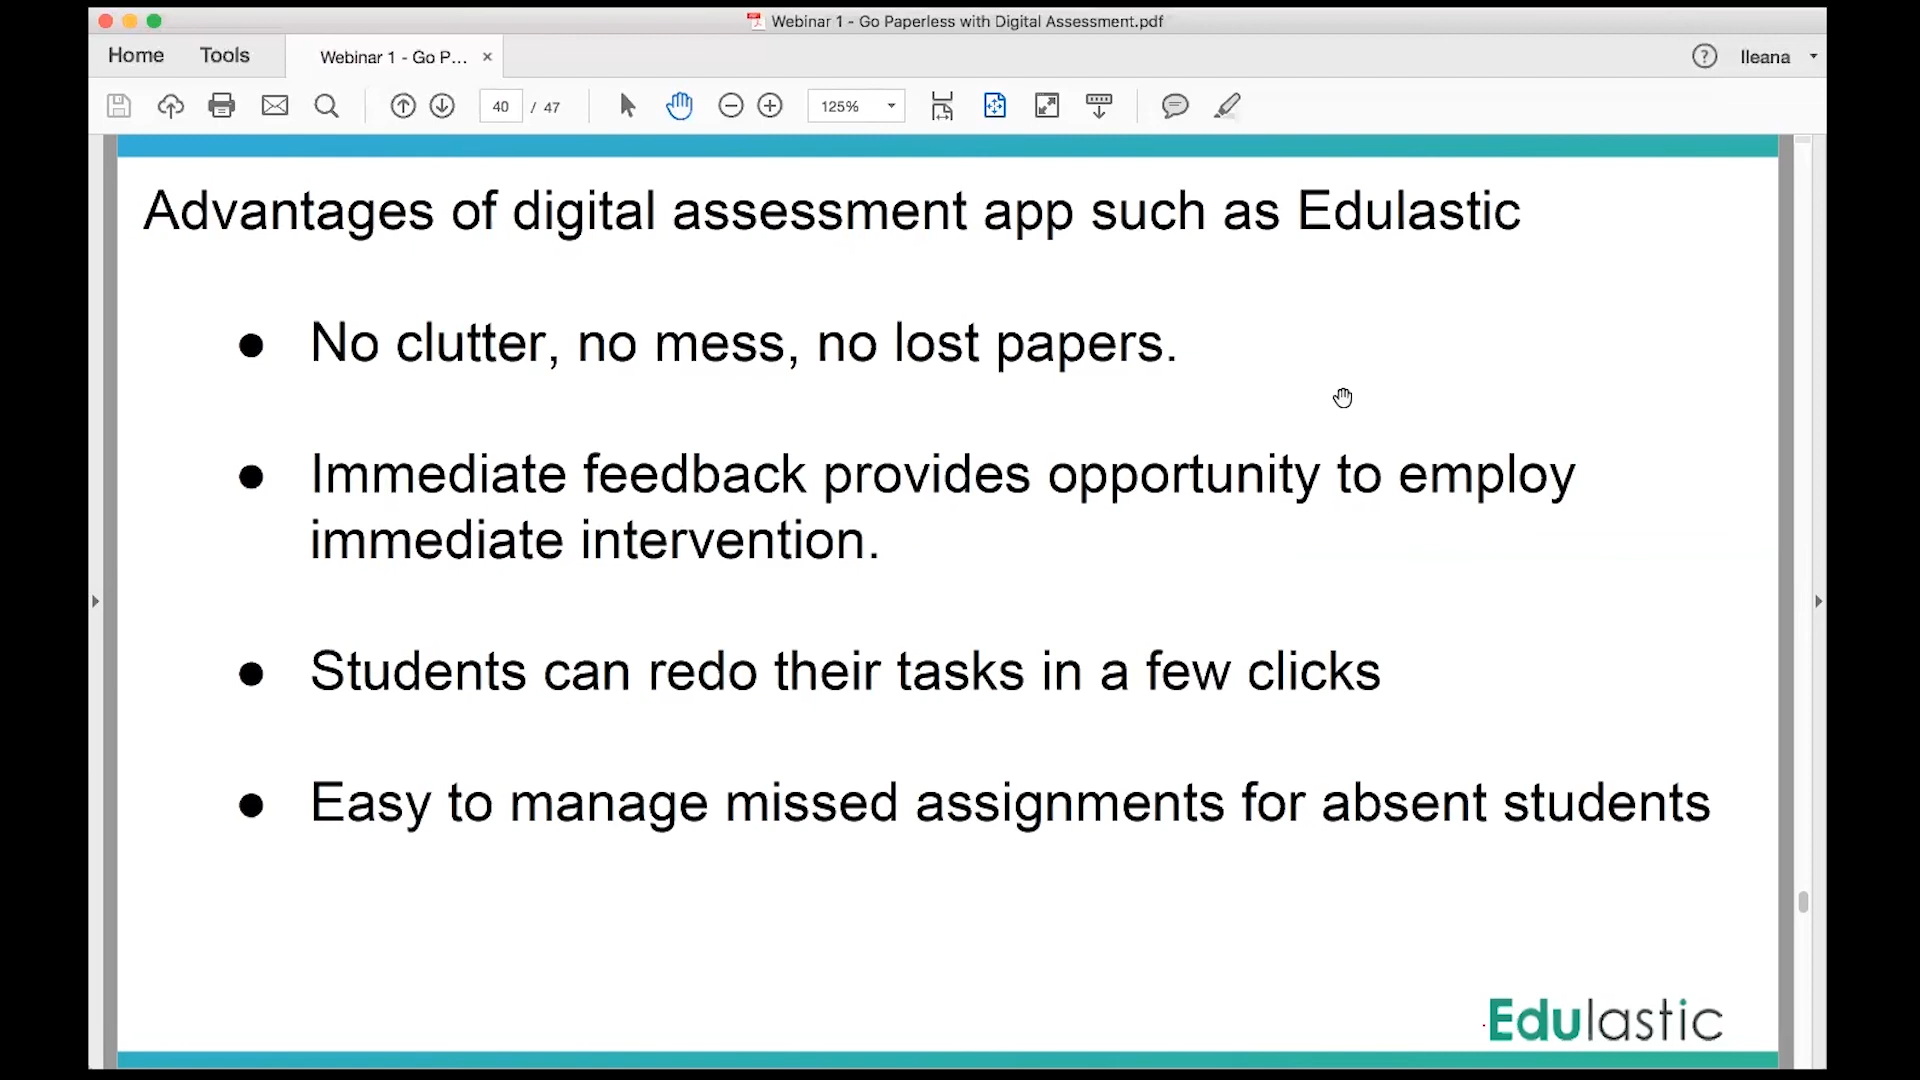 Webinar 1 - Go Paperless with Digital Assessment.pdf
Home Tools Webinar 1 - Go P... × ? Ileana
40 / 47 125%
Advantages of digital assessment app such as Edulastic
● No clutter, no mess, no lost papers.
● Immediate feedback provides opportunity to employ
immediate intervention.
● Students can redo their tasks in a few clicks
● Easy to manage missed assignments for absent students
Edulastic